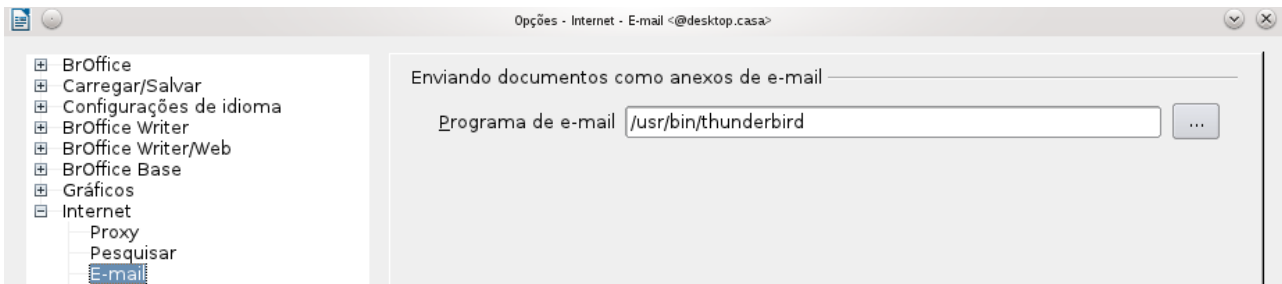 Opções - Internet - E-mail <@desktop.casa>
BrOffice
Carregar/Salvar
Configurações de idioma
BrOffice Writer
BrOffice Writer/Web
BrOffice Base
Gráficos
Internet
Proxy
Pesquisar
E-mail
Enviando documentos como anexos de e-mail
Programa de e-mail /usr/bin/thunderbird ...